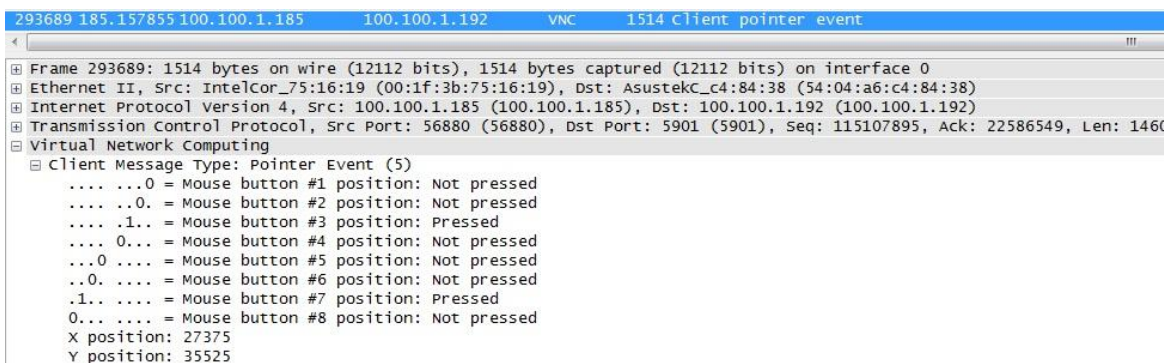 293689 185.157855 100.100.1.185 100.100.1.192 VNC 1514 Client pointer event
Frame 293689: 1514 bytes on wire (12112 bits), 1514 bytes captured (12112 bits) on interface 0
Ethernet II, Src: IntelCor_75:16:19 (00:1f:3b:75:16:19), Dst: AsustekC_c4:84:38 (54:04:a6:c4:84:38)
Internet Protocol Version 4, Src: 100.100.1.185 (100.100.1.185), Dst: 100.100.1.192 (100.100.1.192)
Transmission Control Protocol, Src Port: 56880 (56880), Dst Port: 5901 (5901), Seq: 115107895, Ack: 22586549, Len: 1460
Virtual Network Computing
Client Message Type: Pointer Event (5)
.... ...0 = Mouse button #1 position: Not pressed
.... ..0. = Mouse button #2 position: Not pressed
.... .1.. = Mouse button #3 position: Pressed
.... 0... = Mouse button #4 position: Not pressed
...0 .... = Mouse button #5 position: Not pressed
..0. .... = Mouse button #6 position: Not pressed
.1.. .... = Mouse button #7 position: Pressed
0... .... = Mouse button #8 position: Not pressed
X position: 27375
Y position: 35525